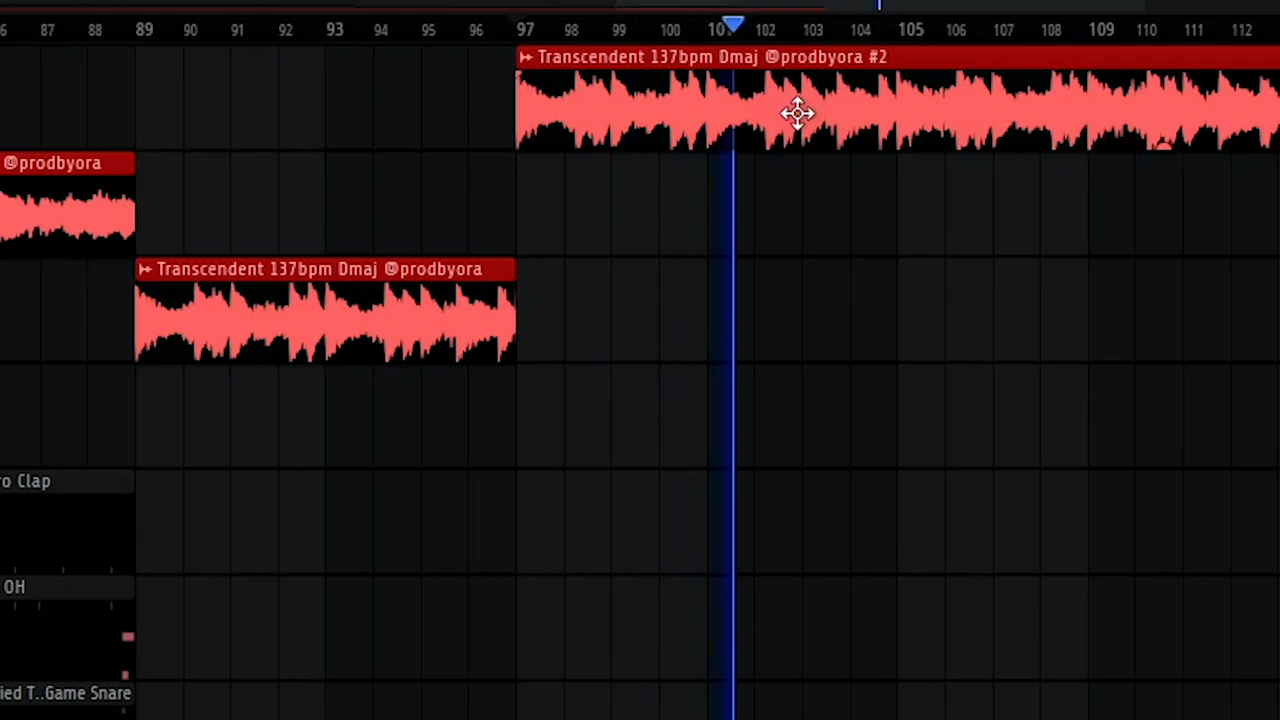 87 88 89 90 91 92 93 94 95 96 97 98 99 100 102 103 104 105 106 107 108 109 110 111 112
Transcendent 137bpm Dmaj @prodbyora #2
@prodbyora
Transcendent 137bpm Dmaj @prodbyora
Clap
OH
T..Game Snare